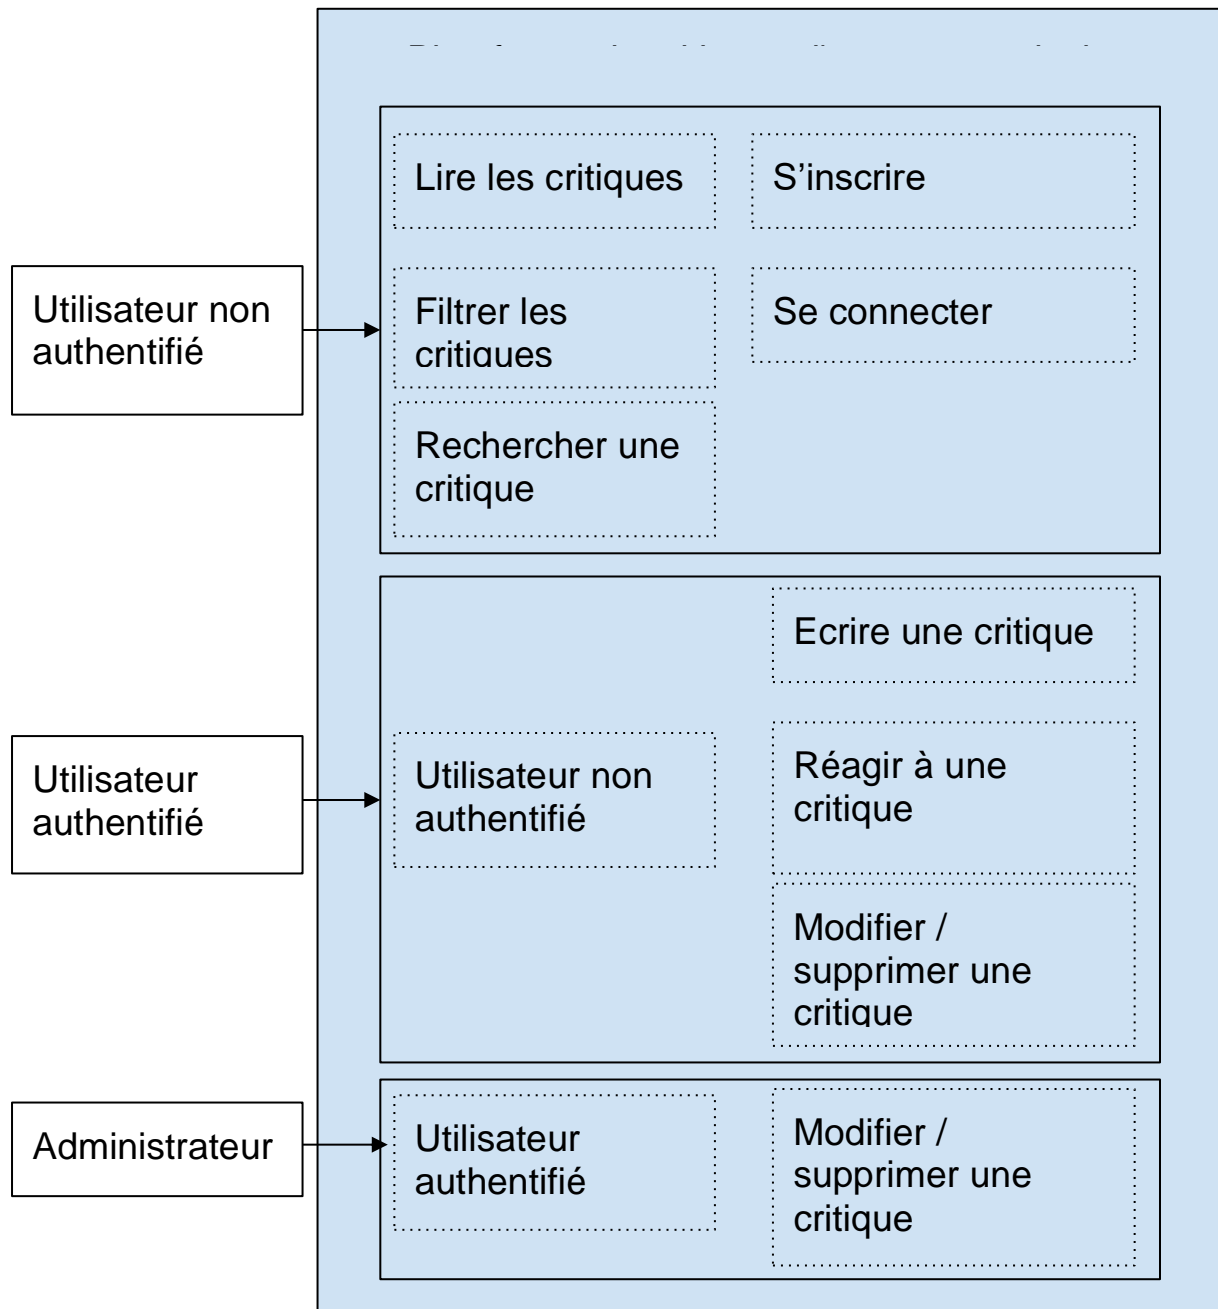 Lire les critiques
S’inscrire
Utilisateur non
authentifié
Filtrer les
critiques
Se connecter
Rechercher une
critique
Ecrire une critique
Utilisateur
authentifié
Utilisateur non
authentifié
Réagir à une
critique
Modifier /
supprimer une
critique
Administrateur
Utilisateur
authentifié
Modifier /
supprimer une
critique